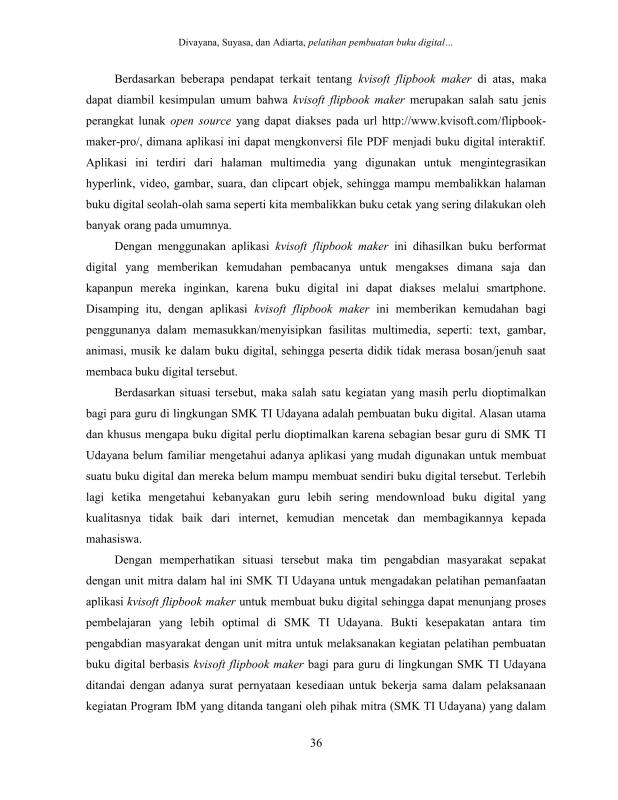 Divayana, Suyasa, dan Adiarta, pelatihan pembuatan buku digital...
Berdasarkan beberapa pendapat terkait tentang kvisoft flipbook maker di atas, maka
dapat diambil kesimpulan umum bahwa kvisoft flipbook maker merupakan salah satu jenis
perangkat lunak open source yang dapat diakses pada url http://www.kvisoft.com/flipbook-
maker-pro/, dimana aplikasi ini dapat mengkonversi file PDF menjadi buku digital interaktif.
Aplikasi ini terdiri dari halaman multimedia yang digunakan untuk mengintegrasikan
hyperlink, video, gambar, suara, dan clipcart objek, sehingga mampu membalikkan halaman
buku digital seolah-olah sama seperti kita membalikkan buku cetak yang sering dilakukan oleh
banyak orang pada umumnya.
Dengan menggunakan aplikasi kvisoft flipbook maker ini dihasilkan buku berformat
digital yang memberikan kemudahan pembacanya untuk mengakses dimana saja dan
kapanpun mereka inginkan, karena buku digital ini dapat diakses melalui smartphone.
Disamping itu, dengan aplikasi kvisoft flipbook maker ini memberikan kemudahan bagi
penggunanya dalam memasukkan/menyisipkan fasilitas multimedia, seperti: text, gambar,
animasi, musik ke dalam buku digital, sehingga peserta didik tidak merasa bosan/jenuh saat
membaca buku digital tersebut.
Berdasarkan situasi tersebut, maka salah satu kegiatan yang masih perlu dioptimalkan
bagi para guru di lingkungan SMK TI Udayana adalah pembuatan buku digital. Alasan utama
dan khusus mengapa buku digital perlu dioptimalkan karena sebagian besar guru di SMK TI
Udayana belum familiar mengetahui adanya aplikasi yang mudah digunakan untuk membuat
suatu buku digital dan mereka belum mampu membuat sendiri buku digital tersebut. Terlebih
lagi ketika mengetahui kebanyakan guru lebih sering mendownload buku digital yang
kualitasnya tidak baik dari internet, kemudian mencetak dan membagikannya kepada
mahasiswa.
Dengan memperhatikan situasi tersebut maka tim pengabdian masyarakat sepakat
dengan unit mitra dalam hal ini SMK TI Udayana untuk mengadakan pelatihan pemanfaatan
aplikasi kvisoft flipbook maker untuk membuat buku digital sehingga dapat menunjang proses
pembelajaran yang lebih optimal di SMK TI Udayana. Bukti kesepakatan antara tim
pengabdian masyarakat dengan unit mitra untuk melaksanakan kegiatan pelatihan pembuatan
buku digital berbasis kvisoft flipbook maker bagi para guru di lingkungan SMK TI Udayana
ditandai dengan adanya surat pernyataan kesediaan untuk bekerja sama dalam pelaksanaan
kegiatan Program IbM yang ditanda tangani oleh pihak mitra (SMK TI Udayana) yang dalam
36